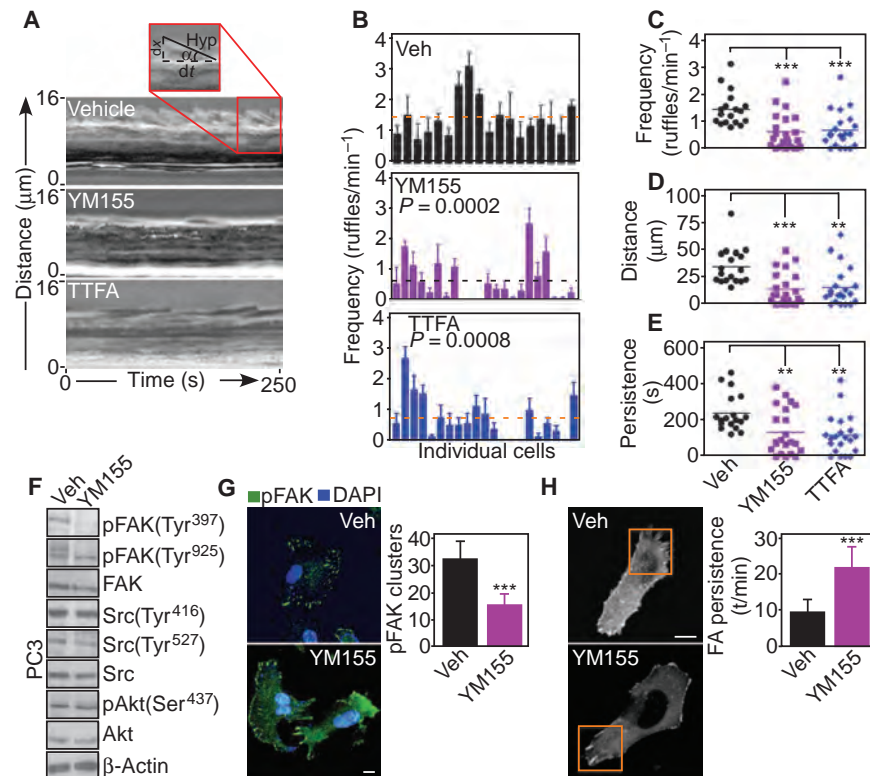 A
dx
Hyp
α
dt
Distance (μm)
16
Vehicle
0
16
YM155
0
16
TTFA
0
0 Time (s) 250
B
Frequency (ruffles/min⁻¹)
4
3
2
1
0
Veh
4
3
2
1
0
YM155
P = 0.0002
4
3
2
1
0
TTFA
P = 0.0008
Individual cells
C
Frequency
(ruffles/min⁻¹)
4
3
2
1
0
*** ***
D
Distance
(μm)
100
75
50
25
0
*** **
E
Persistence
(s)
600
400
200
0
** **
Veh YM155 TTFA
F
Veh YM155
PC3
pFAK(Tyr³⁹⁷)
pFAK(Tyr⁹²⁵)
FAK
Src(Tyr⁴¹⁶)
Src(Tyr⁵²⁷)
Src
pAkt(Ser⁴³⁷)
Akt
β-Actin
G
pFAK DAPI
Veh
YM155
pFAK clusters
40
30
20
10
0
***
Veh YM155
H
Veh
YM155
FA persistence
(t/min)
30
20
10
0
***
Veh YM155